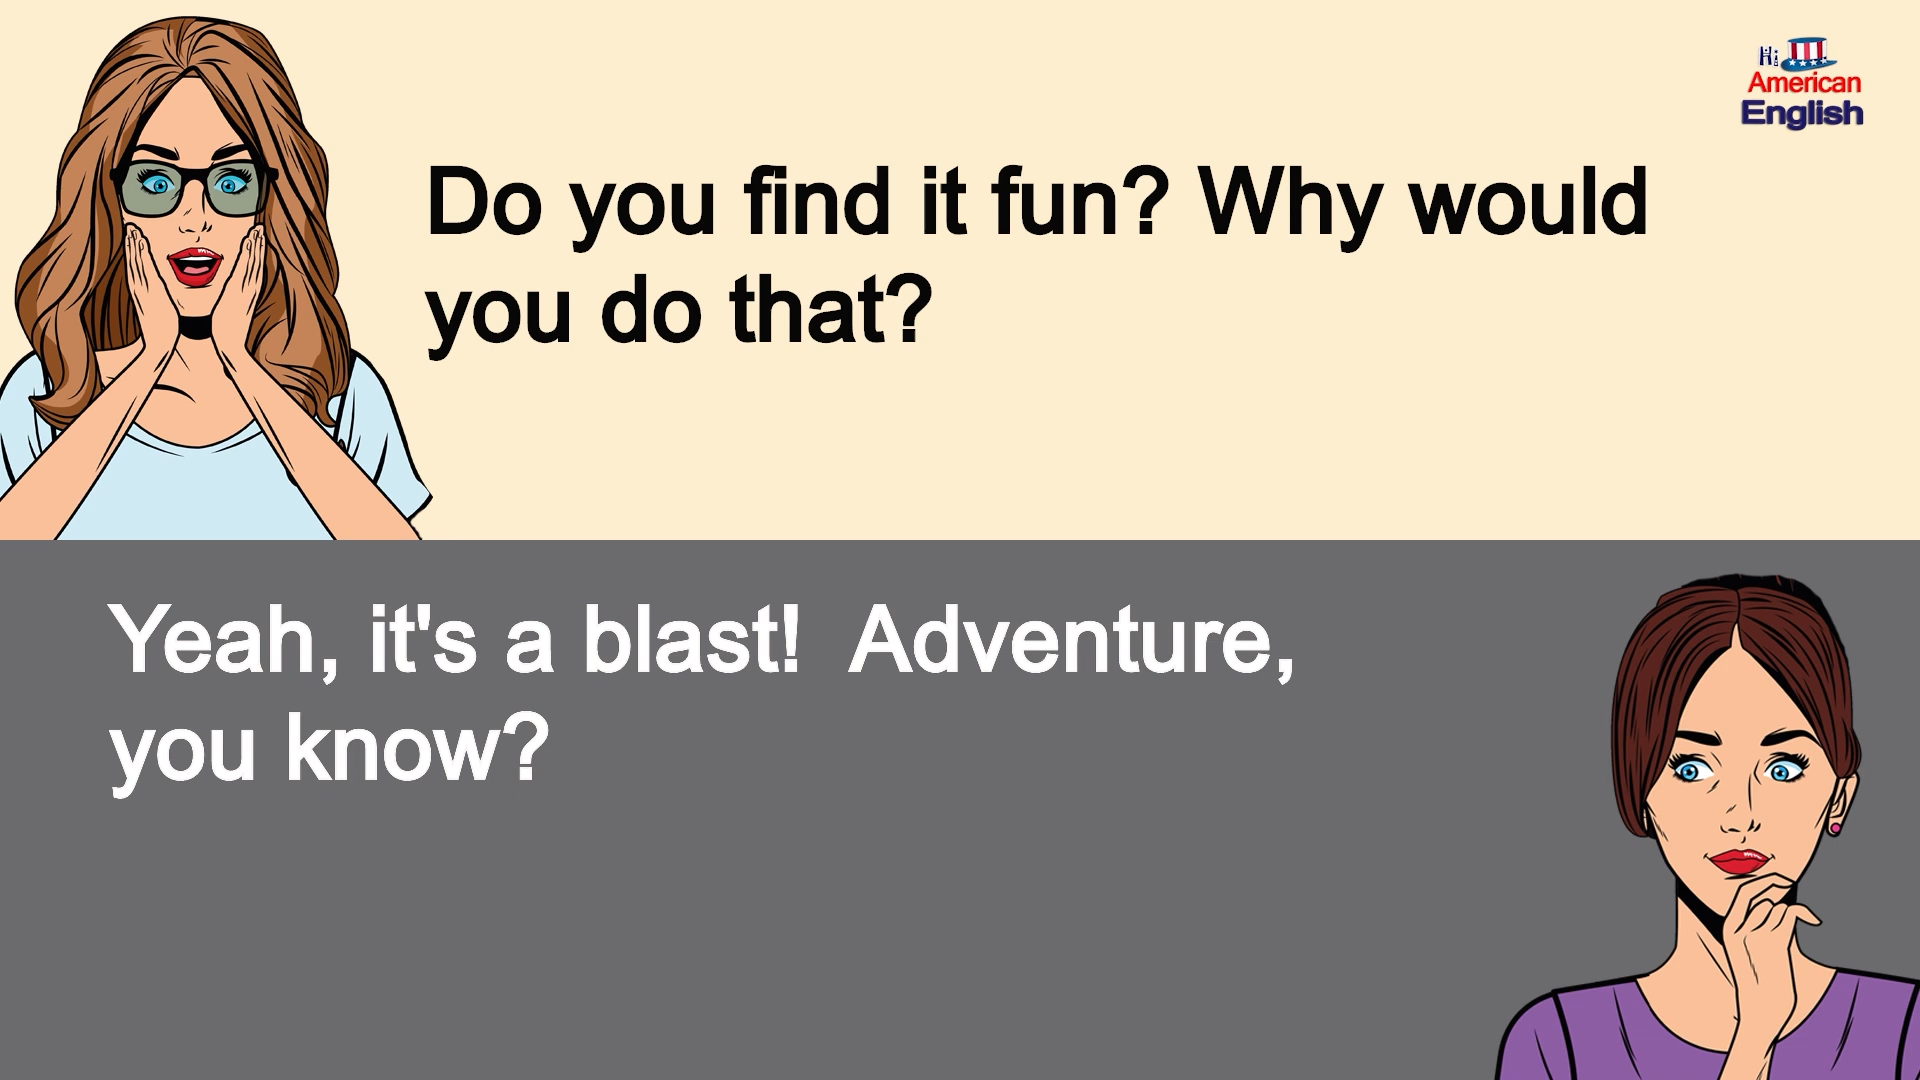 Hi
American
English
Do you find it fun? Why would
you do that?
Yeah, it's a blast!  Adventure,
you know?